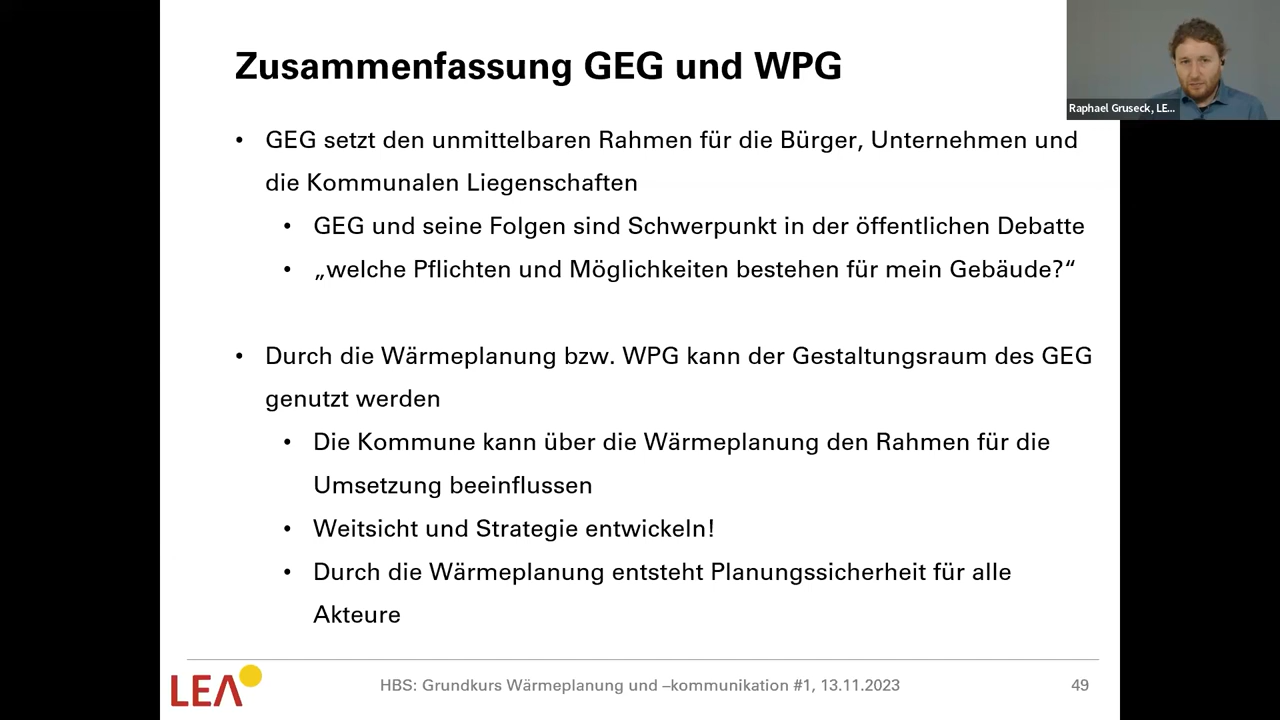 Zusammenfassung GEG und WPG
Raphael Gruseck, LE...
• GEG setzt den unmittelbaren Rahmen für die Bürger, Unternehmen und
die Kommunalen Liegenschaften
• GEG und seine Folgen sind Schwerpunkt in der öffentlichen Debatte
• „welche Pflichten und Möglichkeiten bestehen für mein Gebäude?“
• Durch die Wärmeplanung bzw. WPG kann der Gestaltungsraum des GEG
genutzt werden
• Die Kommune kann über die Wärmeplanung den Rahmen für die
Umsetzung beeinflussen
• Weitsicht und Strategie entwickeln!
• Durch die Wärmeplanung entsteht Planungssicherheit für alle
Akteure
LEA
HBS: Grundkurs Wärmeplanung und –kommunikation #1, 13.11.2023
49